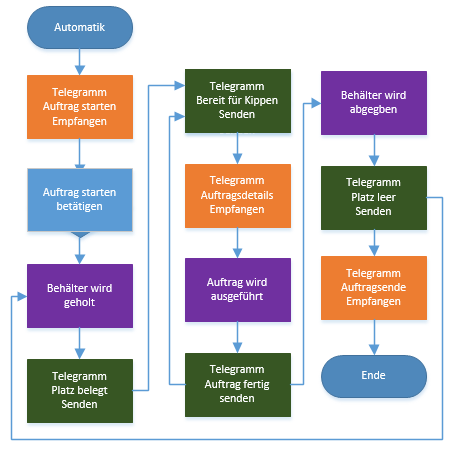 Automatik
Telegramm
Auftrag starten
Empfangen
Auftrag starten
betätigen
Behälter wird
geholt
Telegramm
Platz belegt
Senden
Telegramm
Bereit für Kippen
Senden
Telegramm
Auftragsdetails
Empfangen
Auftrag wird
ausgeführt
Telegramm
Auftrag fertig
senden
Behälter wird
abgegben
Telegramm
Platz leer
Senden
Telegramm
Auftragsende
Empfangen
Ende